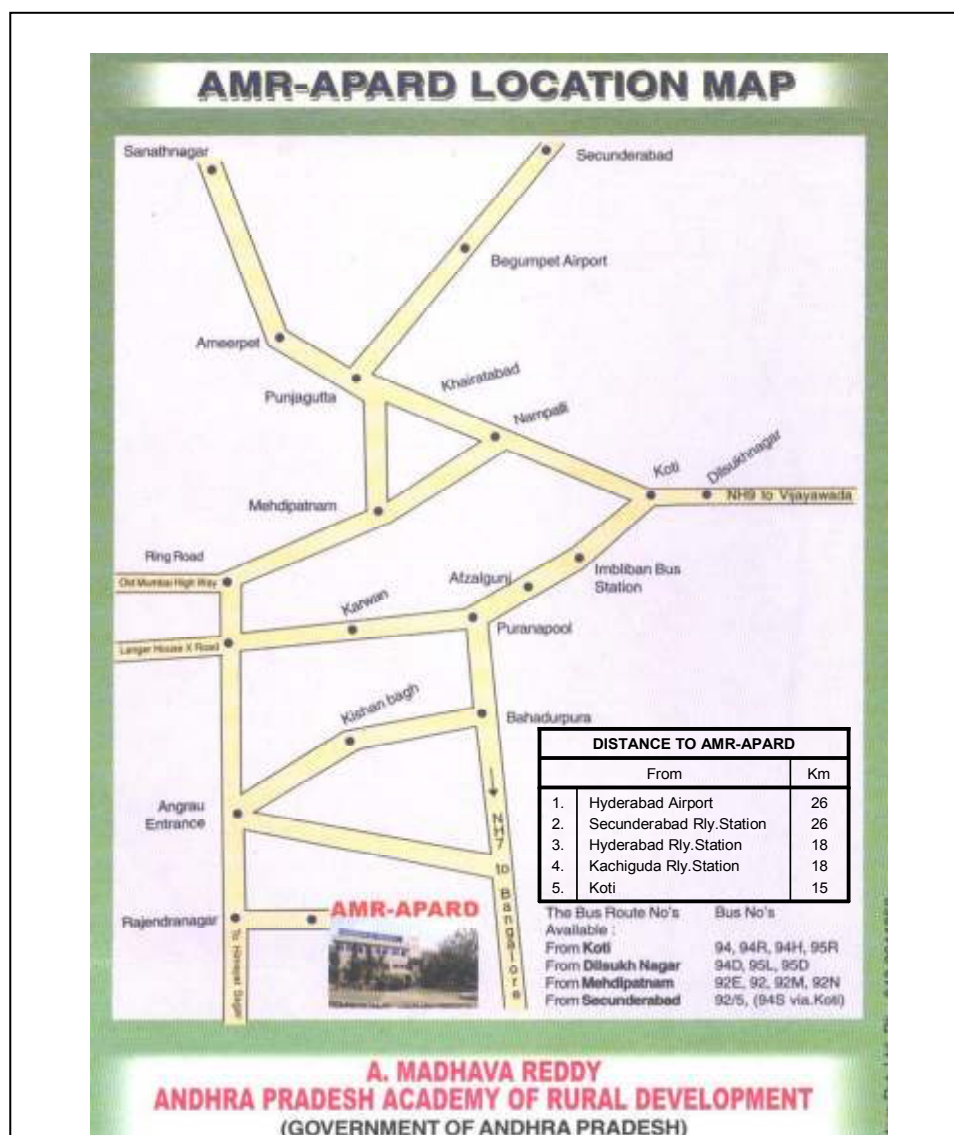 AMR-APARD LOCATION MAP
Sanathnagar
Secunderabad
Begumpet Airport
Ameerpet
Punjagutta
Khairatabad
Nampalli
Koti
Dilsukhnagar
NH9 to Vijayawada
Mehdipatnam
Ring Road
Old Mumbai High Way
Imbliban Bus
Station
Afzalgunj
Karwan
Puranapool
Langer House X Road
Kishan bagh
Bahadurpura
Angrau
Entrance
NH7 to Bangalore
DISTANCE TO AMR-APARD
From Km
1. Hyderabad Airport 26
2. Secunderabad Rly.Station 26
3. Hyderabad Rly.Station 18
4. Kachiguda Rly.Station 18
5. Koti 15
Rajendranagar
AMR-APARD
To Himayat Sagar
The Bus Route No's Bus No's
Available :
From Koti 94, 94R, 94H, 95R
From Dilsukh Nagar 94D, 95L, 95D
From Mehdipatnam 92E, 92, 92M, 92N
From Secunderabad 92/5, (94S via.Koti)
A. MADHAVA REDDY
ANDHRA PRADESH ACADEMY OF RURAL DEVELOPMENT
(GOVERNMENT OF ANDHRA PRADESH)